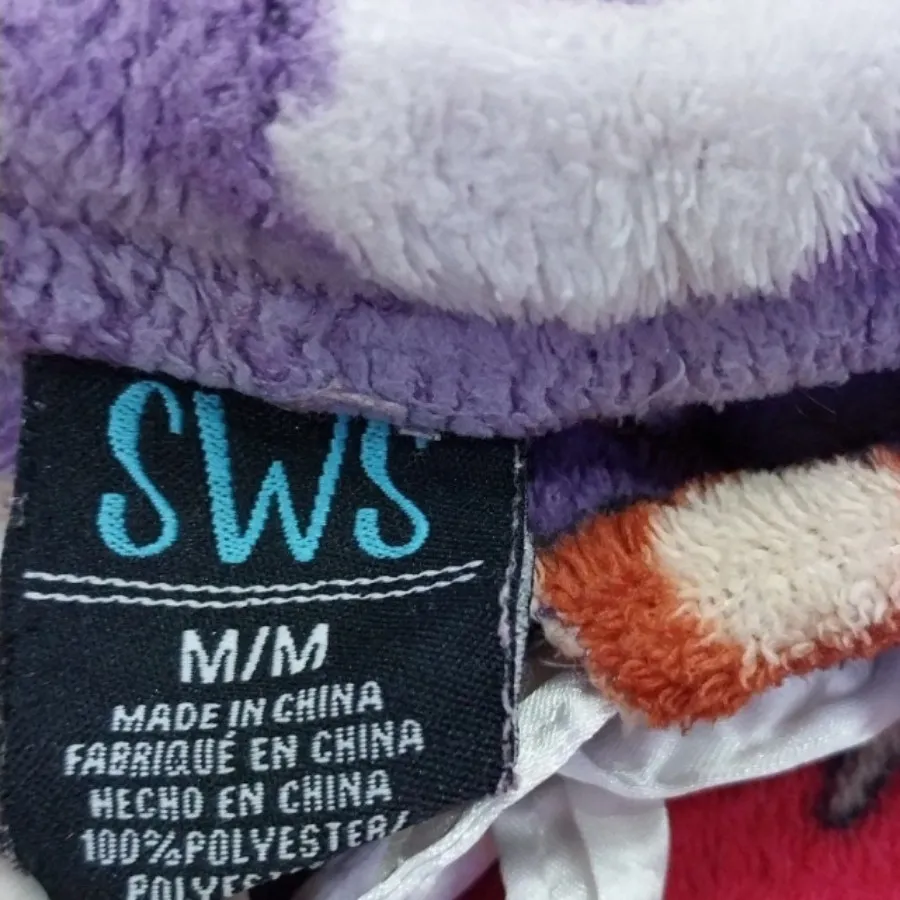 SWS
M/M
MADE IN CHINA
FABRIQUÉ EN CHINA
HECHO EN CHINA
100%POLYESTER/